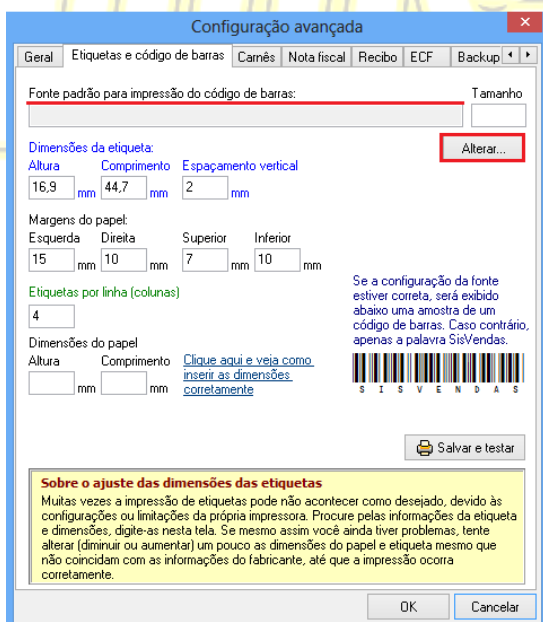 Configuração avançada
Geral Etiquetas e código de barras Carnês Nota fiscal Recibo ECF Backup
Fonte padrão para impressão do código de barras: Tamanho
Dimensões da etiqueta: Alterar...
Altura Comprimento Espaçamento vertical
16,9 mm 44,7 mm 2 mm
Margens do papel:
Esquerda Direita Superior Inferior
15 mm 10 mm 7 mm 10 mm
Etiquetas por linha (colunas)
4
Dimensões do papel
Altura Comprimento
mm mm
Clique aqui e veja como
inserir as dimensões
corretamente
Se a configuração da fonte
estiver correta, será exibido
abaixo uma amostra de um
código de barras. Caso contrário,
apenas a palavra SisVendas.
S I S V E N D A S
Salvar e testar
Sobre o ajuste das dimensões das etiquetas
Muitas vezes a impressão de etiquetas pode não acontecer como desejado, devido às
configurações ou limitações da própria impressora. Procure pelas informações da etiqueta
e dimensões, digite-as nesta tela. Se mesmo assim você ainda tiver problemas, tente
alterar (diminuir ou aumentar) um pouco as dimensões do papel e etiqueta mesmo que
não coincidam com as informações do fabricante, até que a impressão ocorra
corretamente.
OK Cancelar